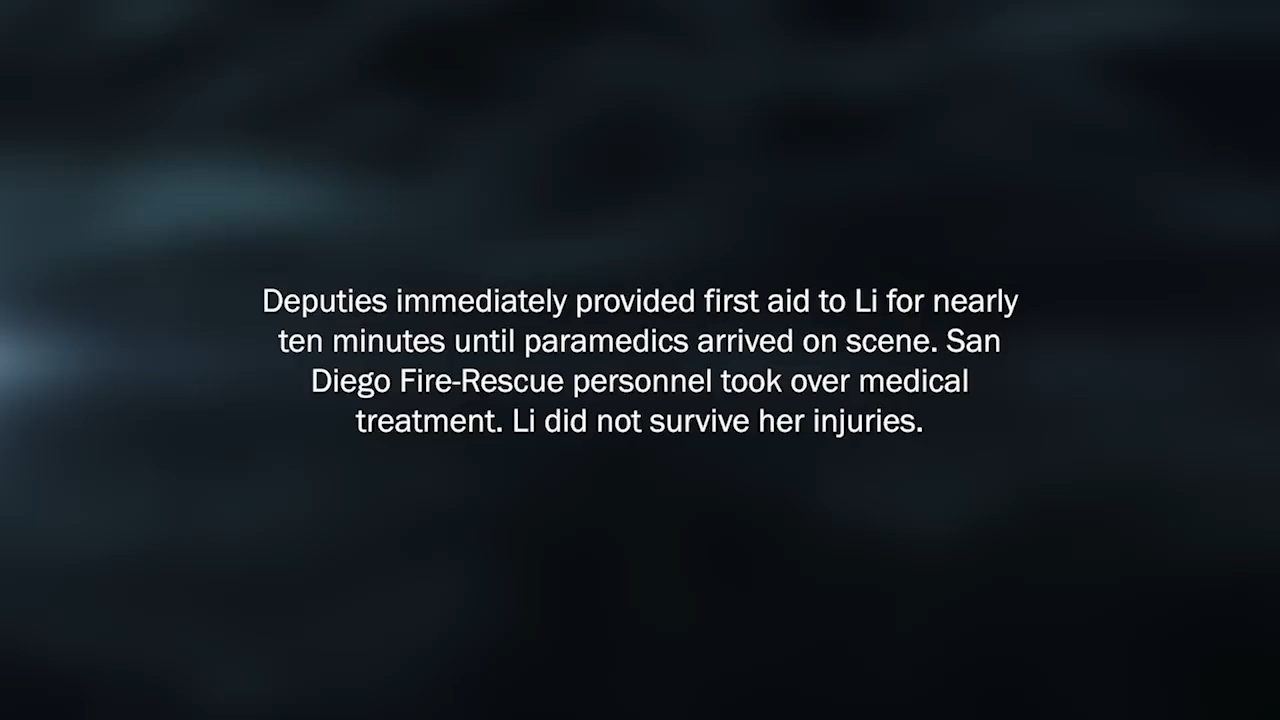 Deputies immediately provided first aid to Li for nearly
ten minutes until paramedics arrived on scene. San
Diego Fire-Rescue personnel took over medical
treatment. Li did not survive her injuries.